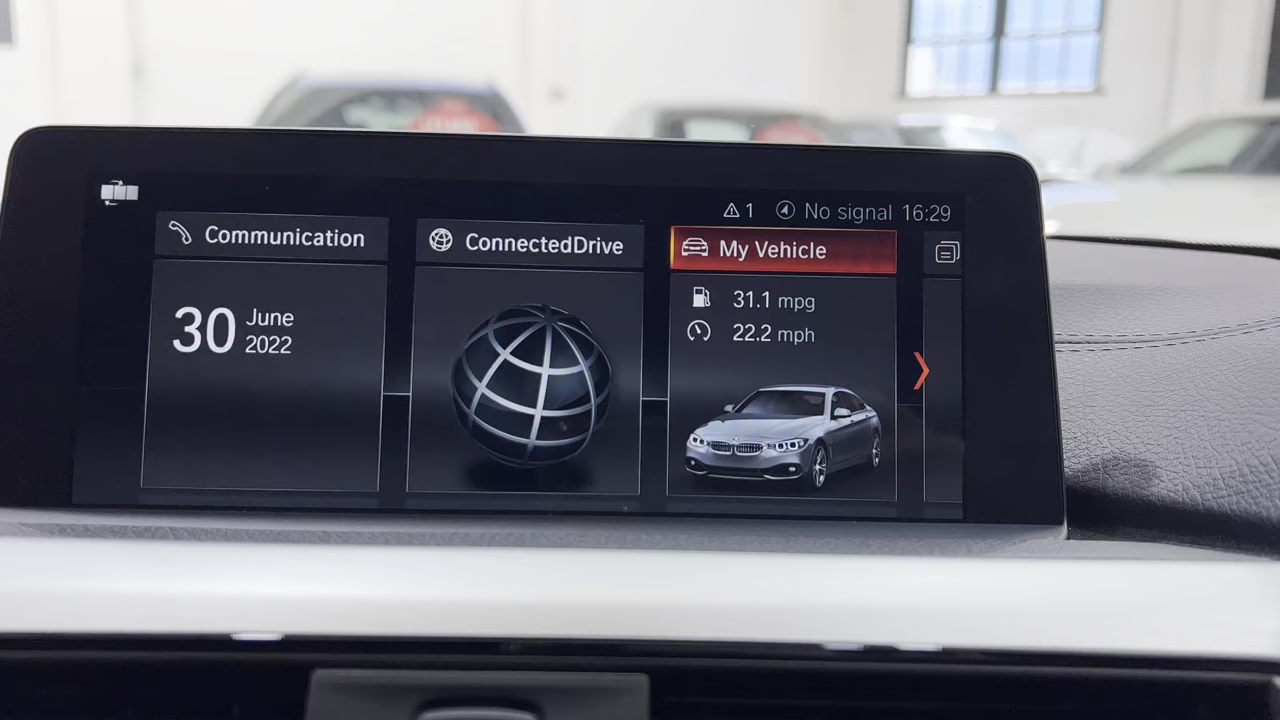 1 No signal 16:29
Communication
ConnectedDrive
My Vehicle
30 June
2022
31.1 mpg
22.2 mph